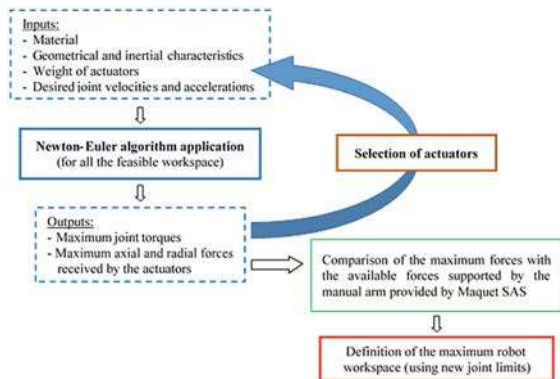 Inputs:
- Material
- Geometrical and inertial characteristics
- Weight of actuators
- Desired joint velocities and accelerations
Newton-Euler algorithm application
(for all the feasible workspace)
Selection of actuators
Outputs:
- Maximum joint torques
- Maximum axial and radial forces
received by the actuators
Comparison of the maximum forces with
the available forces supported by the
manual arm provided by Maquet SAS
Definition of the maximum robot
workspace (using new joint limits)